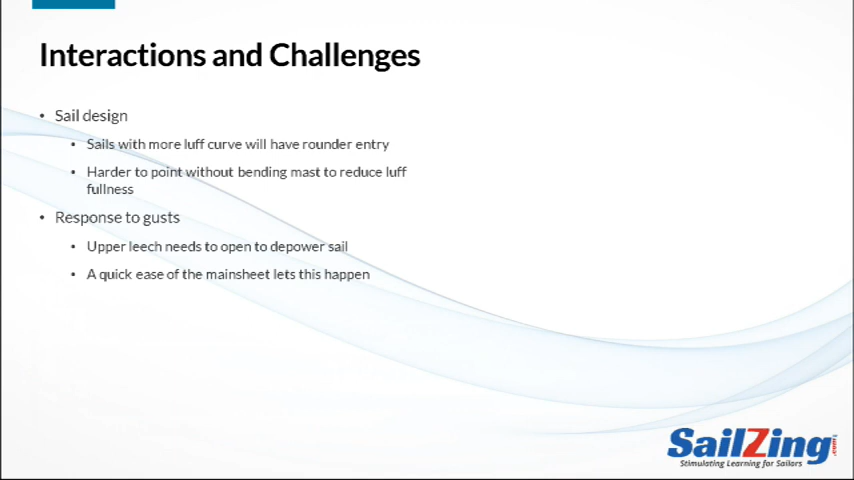 Interactions and Challenges
• Sail design
• Sails with more luff curve will have rounder entry
• Harder to point without bending mast to reduce luff
fullness
• Response to gusts
• Upper leech needs to open to depower sail
• A quick ease of the mainsheet lets this happen
SailZing.com
Stimulating Learning for Sailors